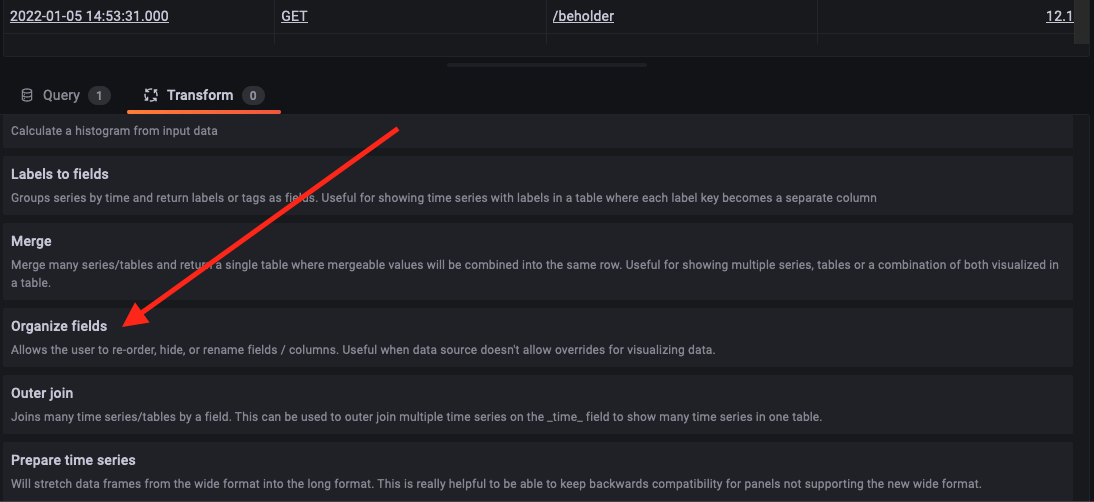 2022-01-05 14:53:31.000 GET /beholder 12.1
Query 1 Transform 0
Calculate a histogram from input data
Labels to fields
Groups series by time and return labels or tags as fields. Useful for showing time series with labels in a table where each label key becomes a separate column
Merge
Merge many series/tables and return a single table where mergeable values will be combined into the same row. Useful for showing multiple series, tables or a combination of both visualized in
a table.
Organize fields
Allows the user to re-order, hide, or rename fields / columns. Useful when data source doesn't allow overrides for visualizing data.
Outer join
Joins many time series/tables by a field. This can be used to outer join multiple time series on the _time_ field to show many time series in one table.
Prepare time series
Will stretch data frames from the wide format into the long format. This is really helpful to be able to keep backwards compatibility for panels not supporting the new wide format.